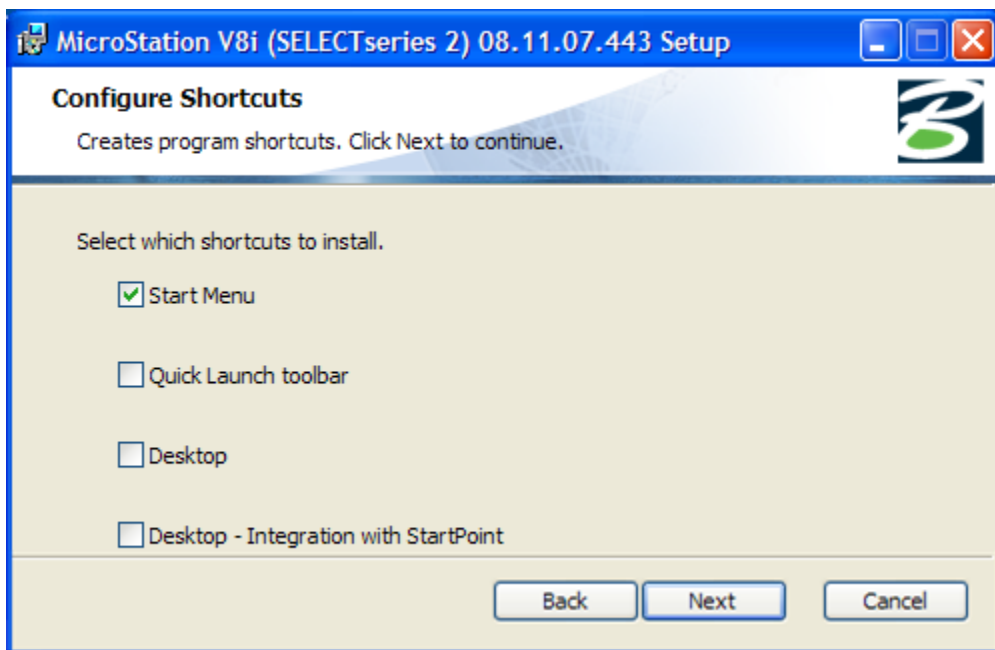 MicroStation V8i (SELECTseries 2) 08.11.07.443 Setup
Configure Shortcuts
Creates program shortcuts. Click Next to continue.
Select which shortcuts to install.
Start Menu
Quick Launch toolbar
Desktop
Desktop - Integration with StartPoint
Back Next Cancel